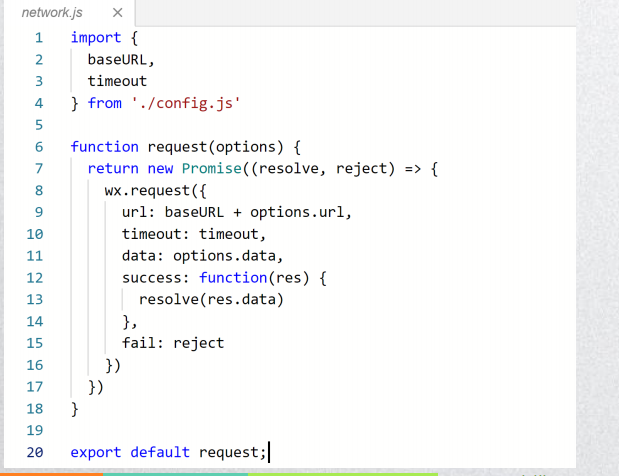 network.js ×
1 import {
2 baseURL,
3 timeout
4 } from './config.js'
5
6 function request(options) {
7 return new Promise((resolve, reject) => {
8 wx.request({
9 url: baseURL + options.url,
10 timeout: timeout,
11 data: options.data,
12 success: function(res) {
13 resolve(res.data)
14 },
15 fail: reject
16 })
17 })
18 }
19
20 export default request;